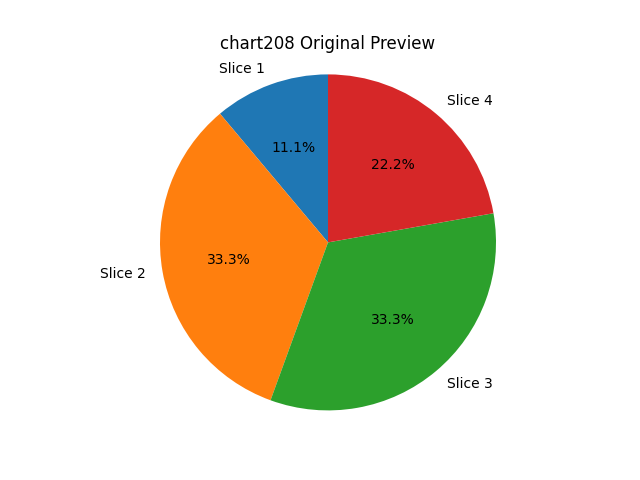 chart208 Original Preview
Slice 1
Slice 4
11.1%
22.2%
33.3%
Slice 2
33.3%
Slice 3